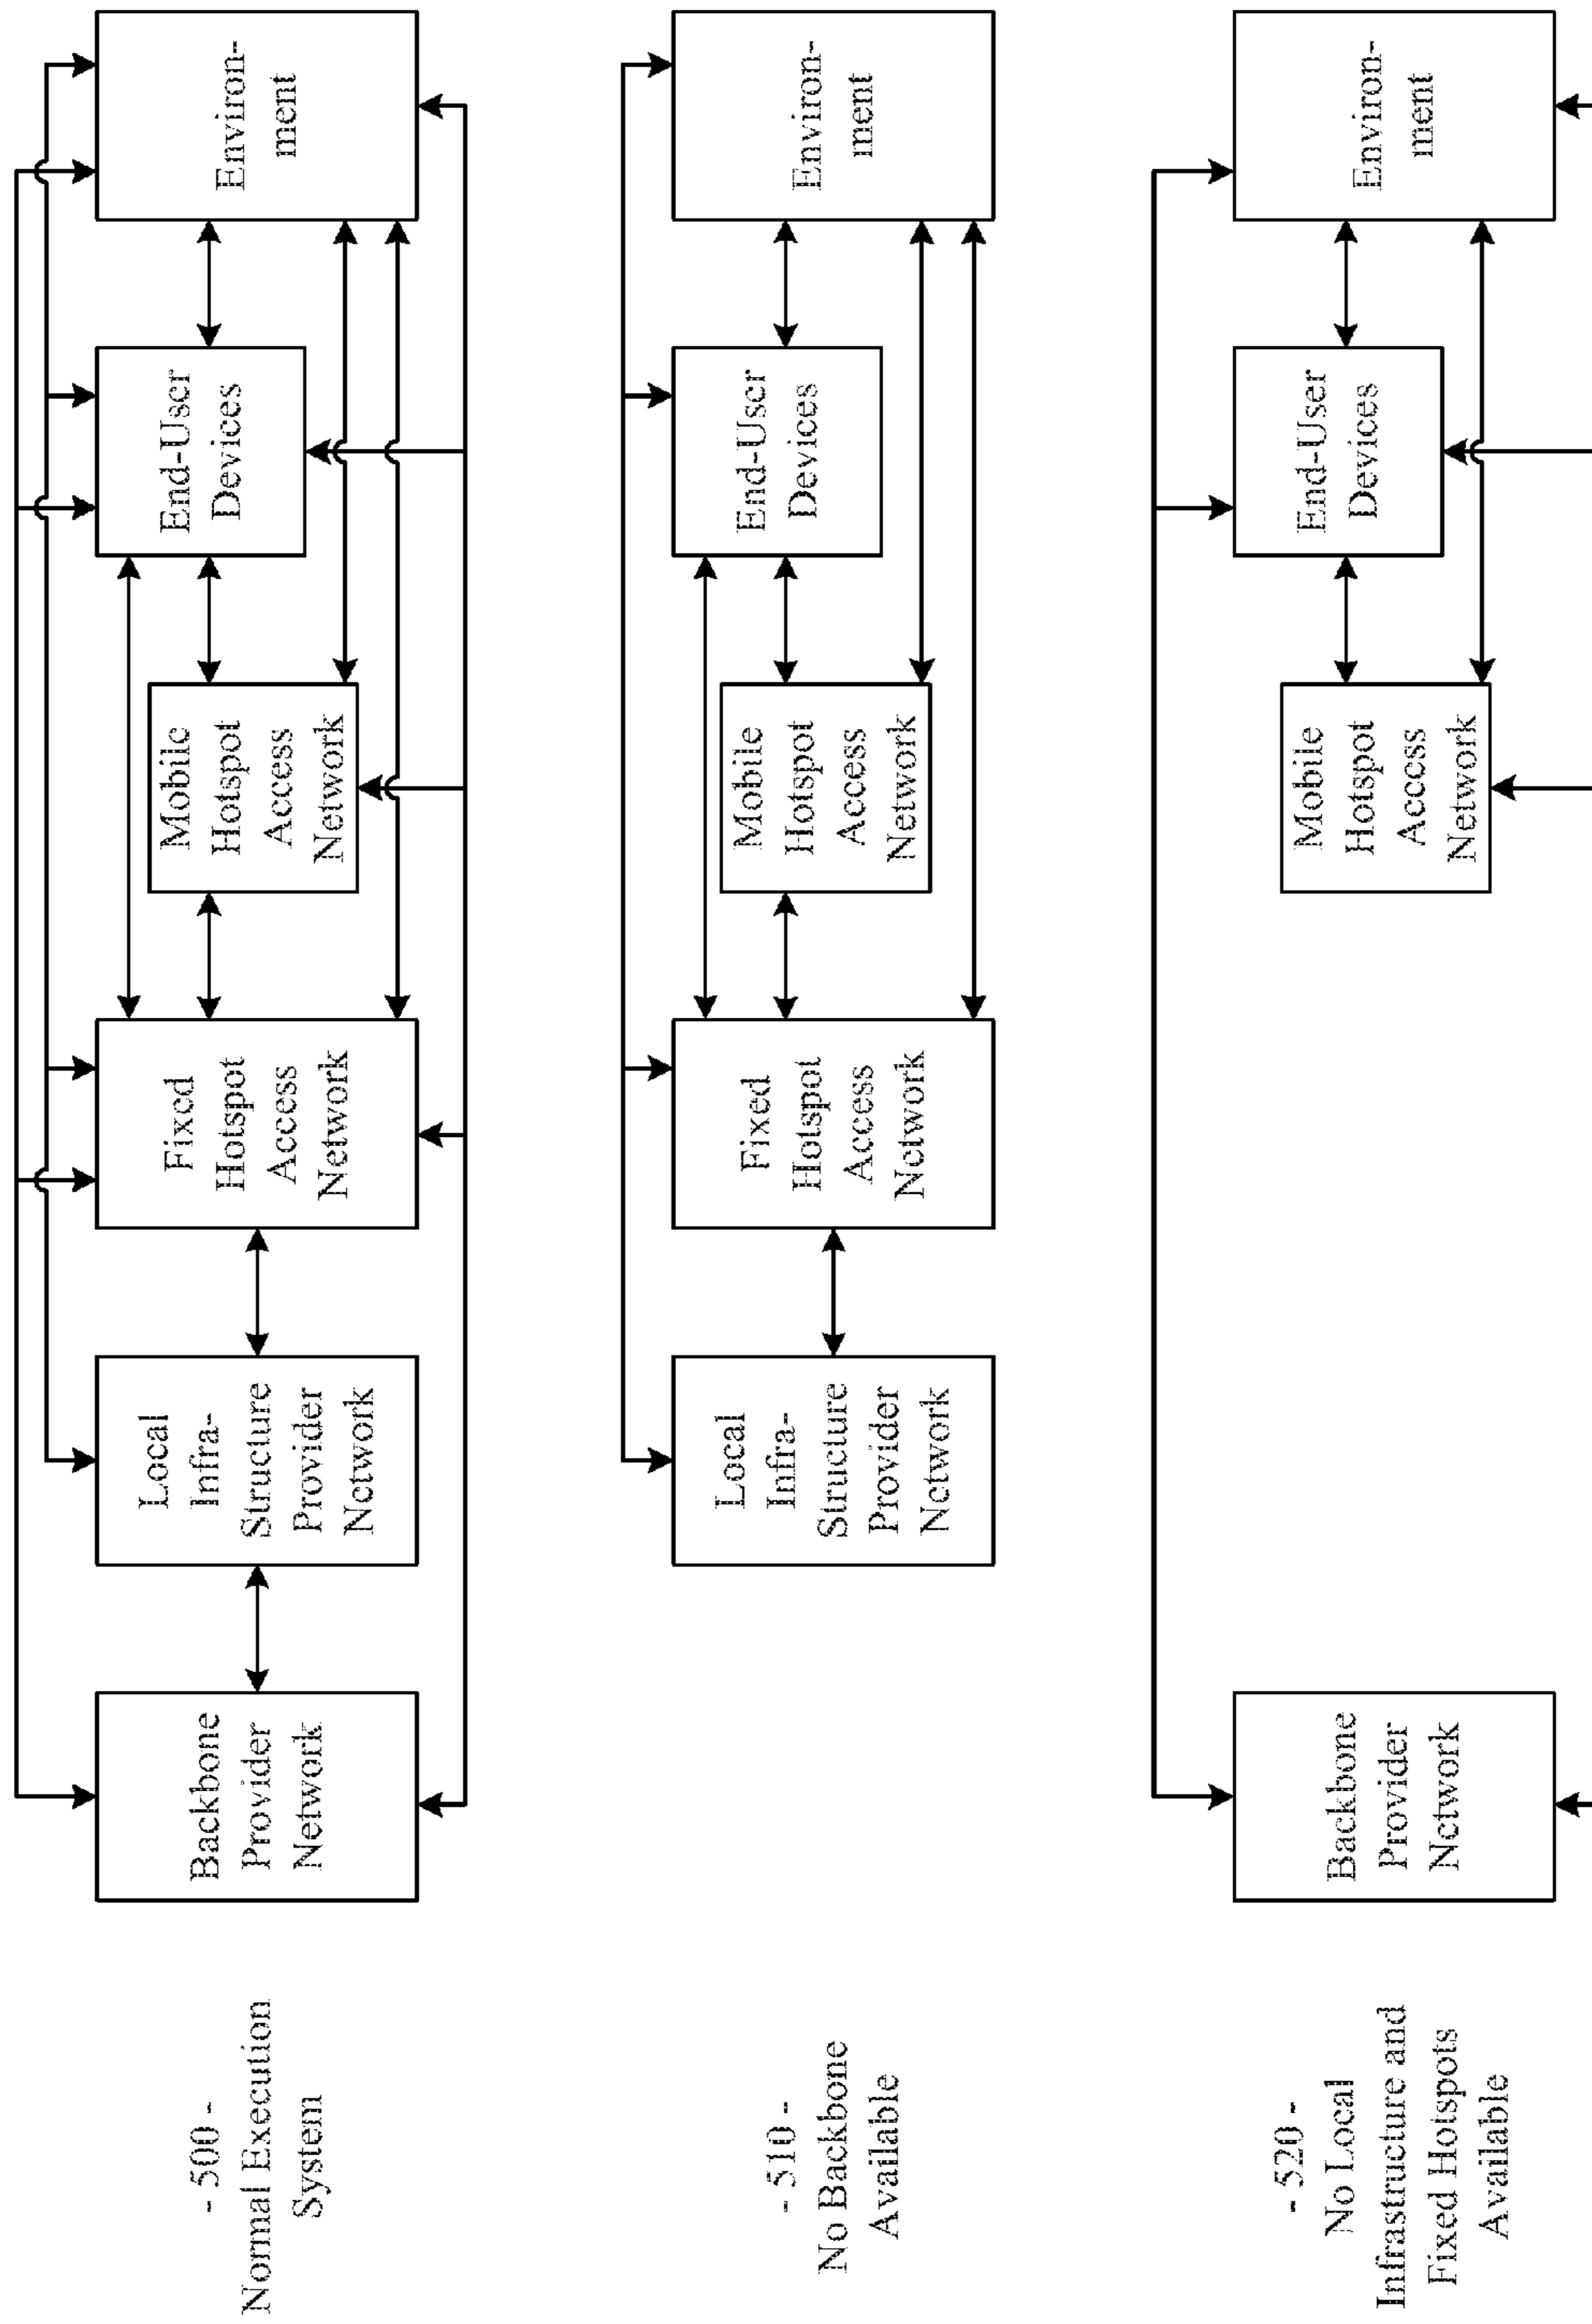 - 500 -
Normal Execution
System
Backbone
Provider
Network
Local
Infra-
Structure
Provider
Network
Fixed
Hotspot
Access
Network
Mobile
Hotspot
Access
Network
End-User
Devices
Environ-
ment
- 510 -
No Backbone
Available
Local
Infra-
Structure
Provider
Network
Fixed
Hotspot
Access
Network
Mobile
Hotspot
Access
Network
End-User
Devices
Environ-
ment
- 520 -
No Local
Infrastructure and
Fixed Hotspots
Available
Backbone
Provider
Network
Mobile
Hotspot
Access
Network
End-User
Devices
Environ-
ment